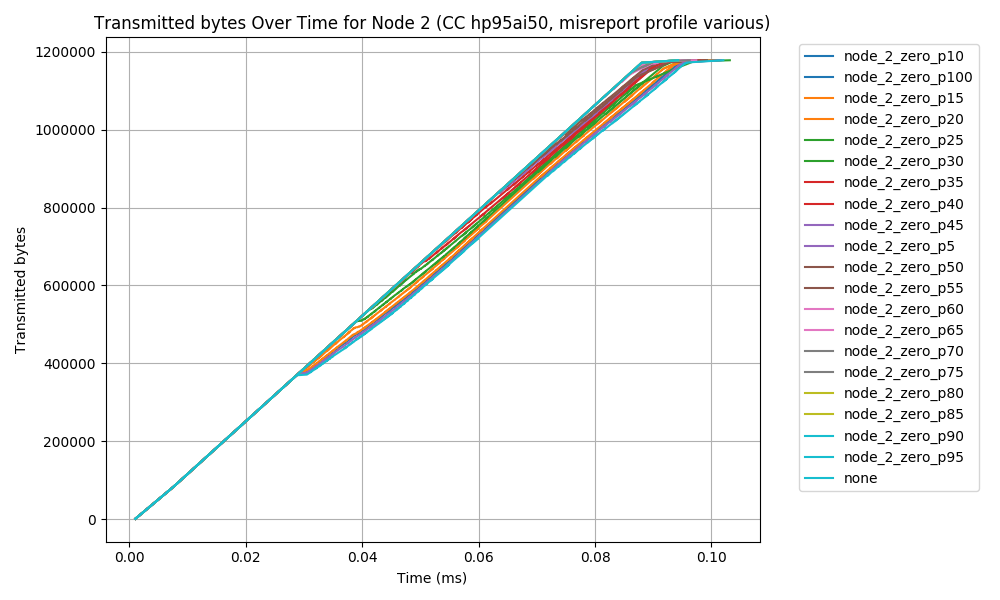 Transmitted bytes Over Time for Node 2 (CC hp95ai50, misreport profile various)
1200000
1000000
800000
600000
400000
200000
0
Transmitted bytes
0.00
0.02
0.04
0.06
0.08
0.10
Time (ms)
node_2_zero_p10
node_2_zero_p100
node_2_zero_p15
node_2_zero_p20
node_2_zero_p25
node_2_zero_p30
node_2_zero_p35
node_2_zero_p40
node_2_zero_p45
node_2_zero_p5
node_2_zero_p50
node_2_zero_p55
node_2_zero_p60
node_2_zero_p65
node_2_zero_p70
node_2_zero_p75
node_2_zero_p80
node_2_zero_p85
node_2_zero_p90
node_2_zero_p95
none